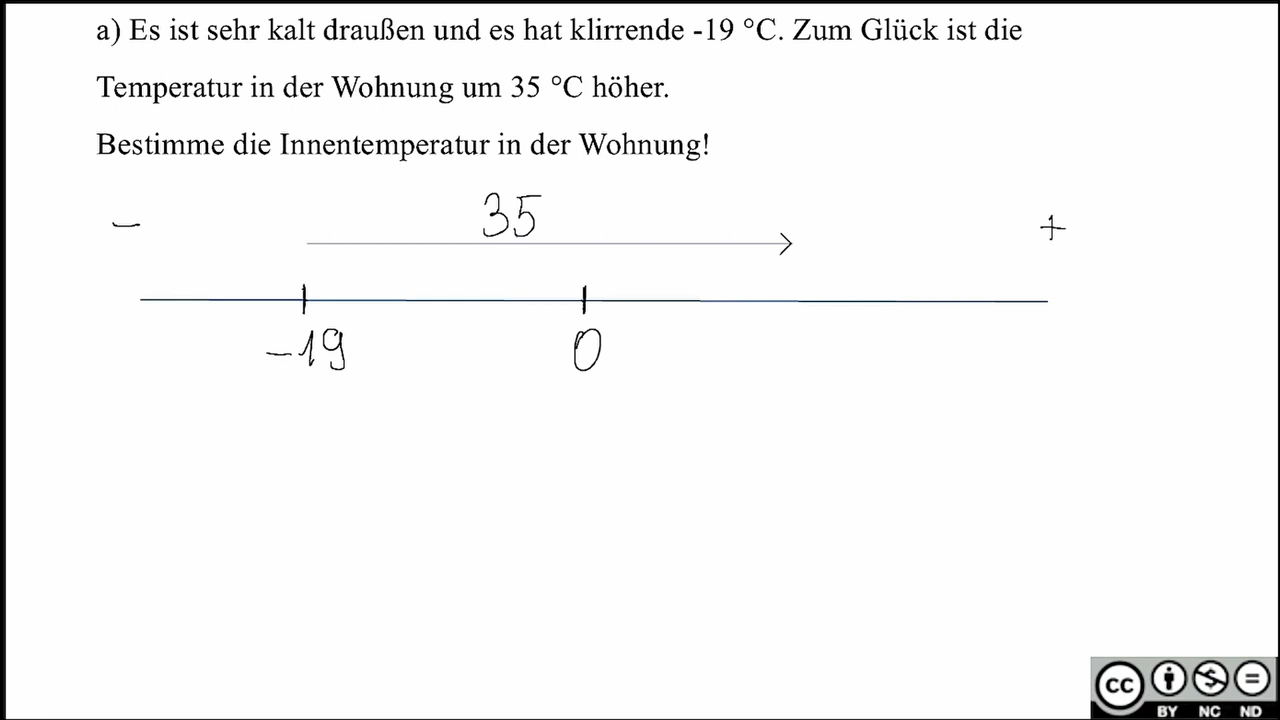 a) Es ist sehr kalt draußen und es hat klirrende -19 °C. Zum Glück ist die
Temperatur in der Wohnung um 35 °C höher.
Bestimme die Innentemperatur in der Wohnung!
35
− +
-19 0
cc
BY NC ND